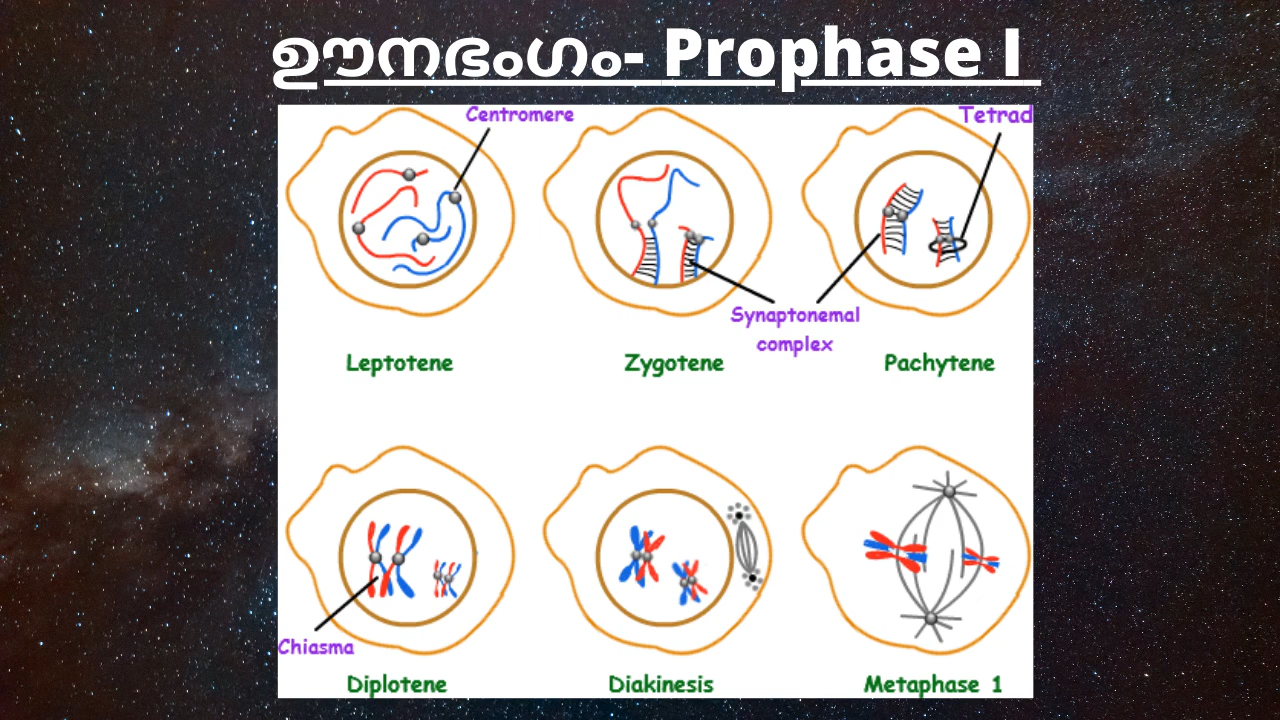 ഊനഭംഗം- Prophase I
Centromere
Tetrad
Synaptonemal
complex
Leptotene
Zygotene
Pachytene
Chiasma
Diplotene
Diakinesis
Metaphase 1